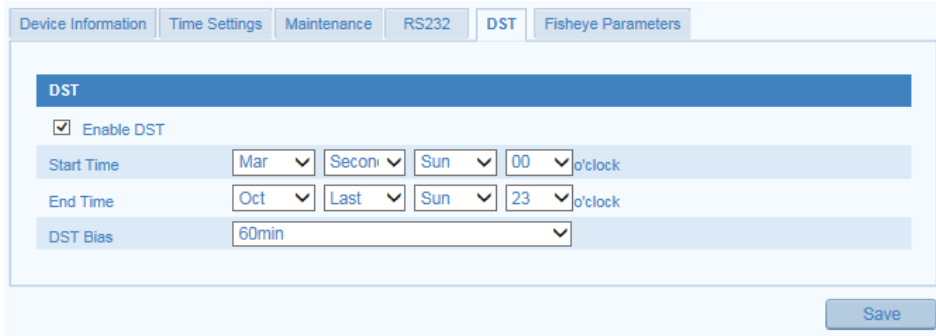 Device Information Time Settings Maintenance RS232 DST Fisheye Parameters
DST
Enable DST
Start Time Mar Secon Sun 00 o'clock
End Time Oct Last Sun 23 o'clock
DST Bias 60min
Save